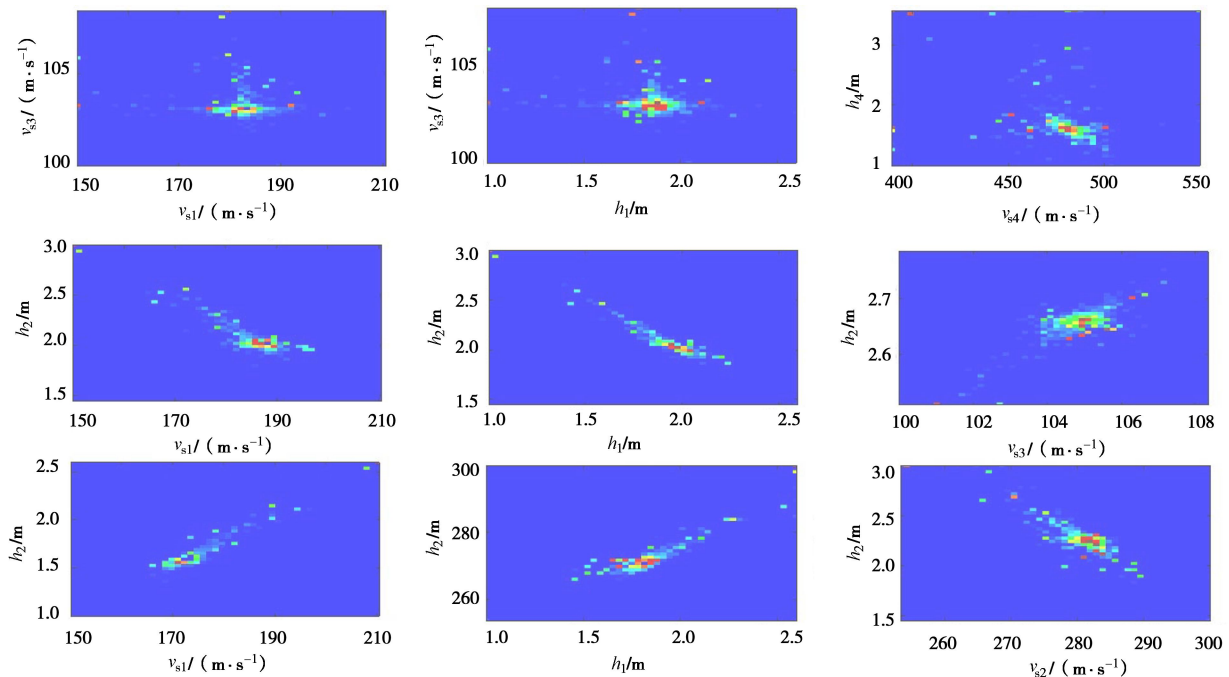 105
100
v_s3/（m·s⁻¹）
150 170 190 210
v_s1/（m·s⁻¹）
105
100
v_s3/（m·s⁻¹）
1.0 1.5 2.0 2.5
h_1/m
3
2
1
h_4/m
400 450 500 550
v_s4/（m·s⁻¹）
3.0
2.5
2.0
1.5
h_2/m
150 170 190 210
v_s1/（m·s⁻¹）
3.0
2.5
2.0
1.5
h_2/m
1.0 1.5 2.0 2.5
h_1/m
2.7
2.6
h_2/m
100 102 104 106 108
v_s3/（m·s⁻¹）
2.5
2.0
1.5
1.0
h_2/m
150 170 190 210
v_s1/（m·s⁻¹）
300
280
260
h_2/m
1.0 1.5 2.0 2.5
h_1/m
3.0
2.5
2.0
1.5
h_2/m
260 270 280 290 300
v_s2/（m·s⁻¹）